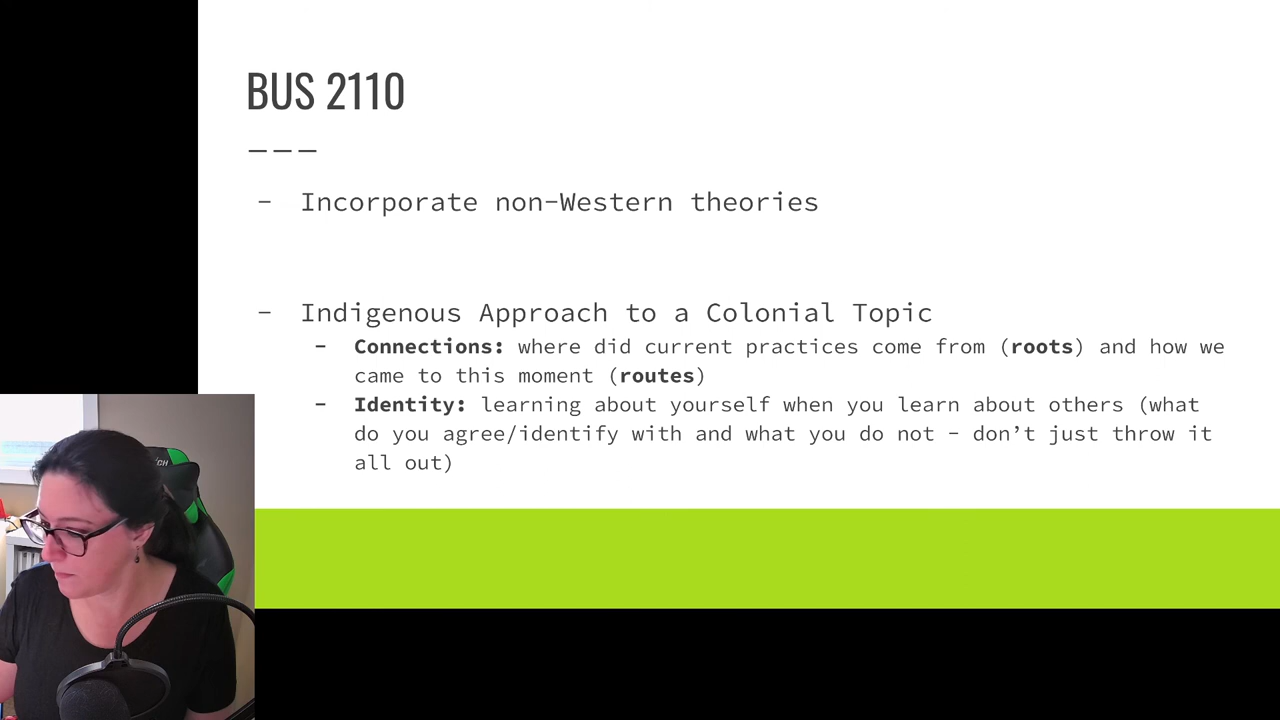 BUS 2110
– Incorporate non-Western theories
– Indigenous Approach to a Colonial Topic
– Connections: where did current practices come from (roots) and how we
came to this moment (routes)
– Identity: learning about yourself when you learn about others (what
do you agree/identify with and what you do not – don’t just throw it
all out)